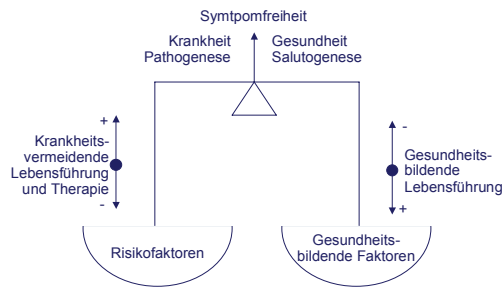 Symtpomfreiheit
Krankheit
Pathogenese
Gesundheit
Salutogenese
+
Krankheits-
vermeidende
Lebensführung
und Therapie
-
-
Gesundheits-
bildende
Lebensführung
+
Risikofaktoren
Gesundheits-
bildende Faktoren